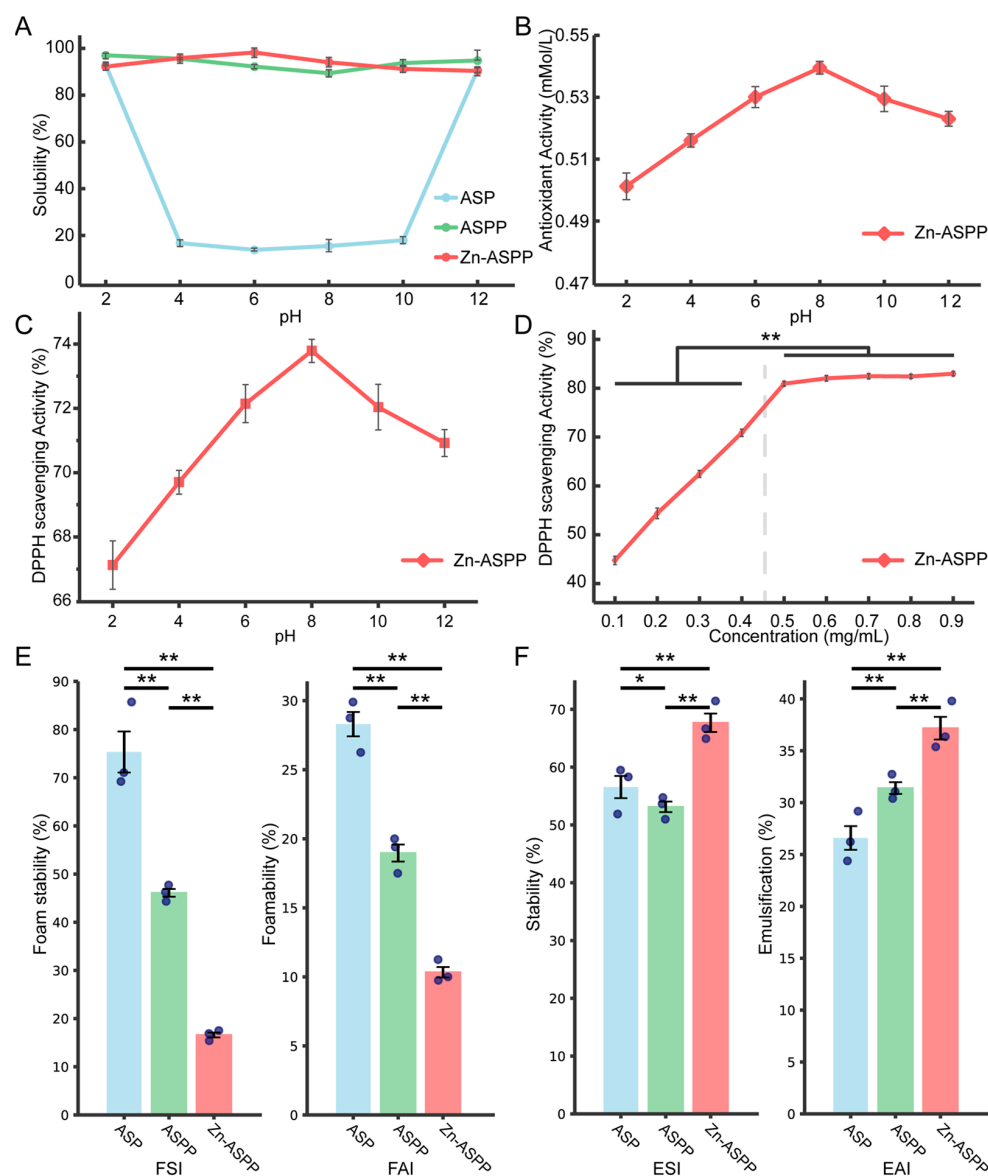 A
Solubility (%)
100
80
60
40
20
0
ASP
ASPP
Zn-ASPP
2 4 6 8 10 12
pH
B
Antioxidant Activity (mMol/L)
0.55
0.53
0.51
0.49
0.47
Zn-ASPP
2 4 6 8 10 12
pH
C
DPPH scavenging Activity (%)
74
72
70
68
66
Zn-ASPP
2 4 6 8 10 12
pH
D
DPPH scavenging Activity (%)
90
80
70
60
50
40
**
Zn-ASPP
0.1 0.2 0.3 0.4 0.5 0.6 0.7 0.8 0.9
Concentration (mg/mL)
E
Foam stability (%)
90
80
70
60
50
40
30
20
10
0
**
**
**
ASP ASPP Zn-ASPP
FSI
Foamability (%)
30
25
20
15
10
5
0
**
**
**
ASP ASPP Zn-ASPP
FAI
F
Stability (%)
70
60
50
40
30
20
10
0
**
*
**
ASP ASPP Zn-ASPP
ESI
Emulsification (%)
40
35
30
25
20
15
10
5
0
**
**
**
ASP ASPP Zn-ASPP
EAI